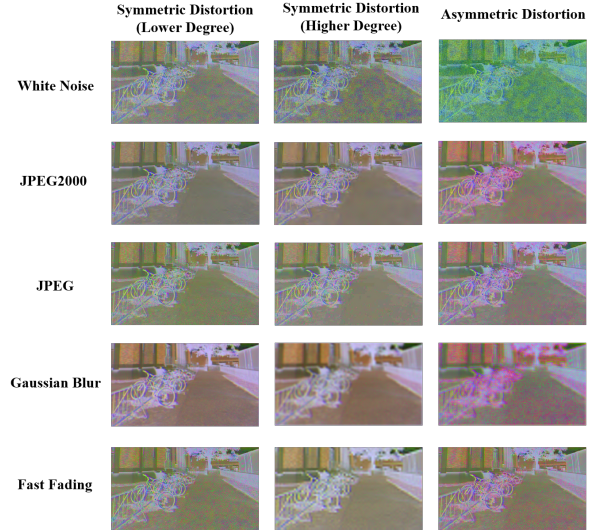 Symmetric Distortion
(Lower Degree)
Symmetric Distortion
(Higher Degree)
Asymmetric Distortion
White Noise
JPEG2000
JPEG
Gaussian Blur
Fast Fading